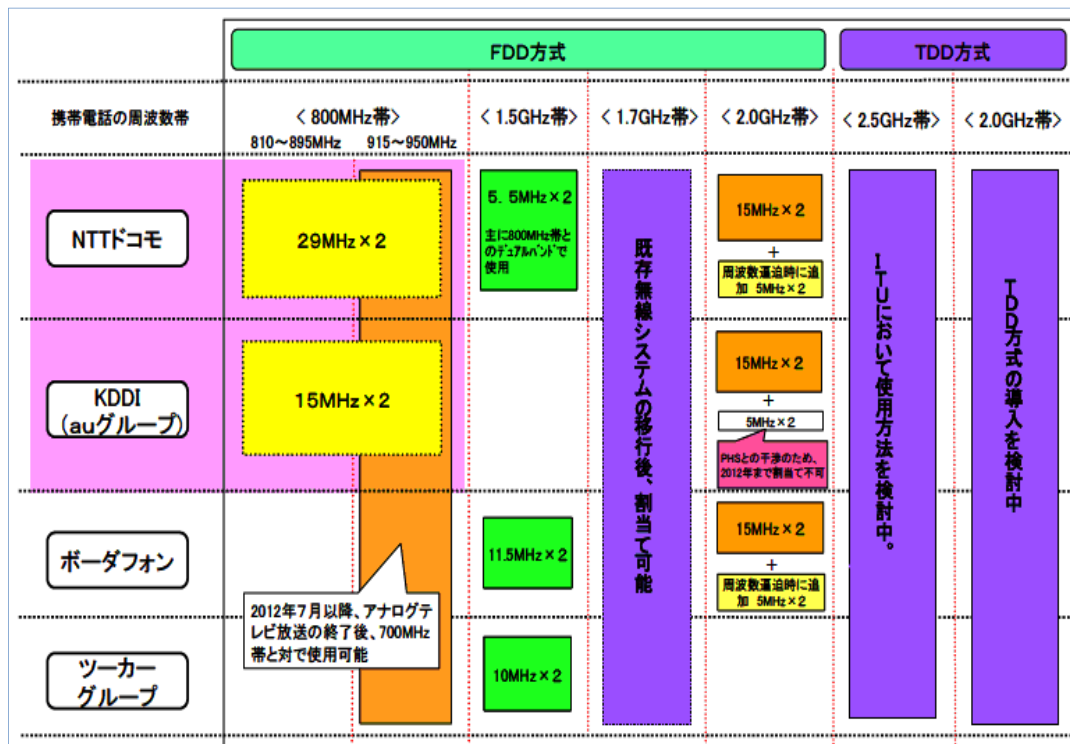 FDD方式
TDD方式
携帯電話の周波数帯
< 800MHz帯>
< 1.5GHz帯>
< 1.7GHz帯>
< 2.0GHz帯>
< 2.5GHz帯>
< 2.0GHz帯>
810～895MHz
915～950MHz
NTTドコモ
29MHz×2
5．5MHz×2
主に800MHz帯と
のデュアルバンドで
使用
15MHz×2
+
周波数逼迫時に追
加 5MHz×2
KDDI
(auグループ)
15MHz×2
15MHz×2
+
5MHz×2
PHSとの干渉のため、
2012年まで割当て不可
ボーダフォン
11.5MHz×2
15MHz×2
+
周波数逼迫時に追
加 5MHz×2
2012年7月以降、アナログテ
レビ放送の終了後、700MHz
帯と対で使用可能
ツーカー
グループ
10MHz×2
既存無線システムの移行後、割当て可能
ITUにおいて使用方法を検討中。
TDD方式の導入を検討中